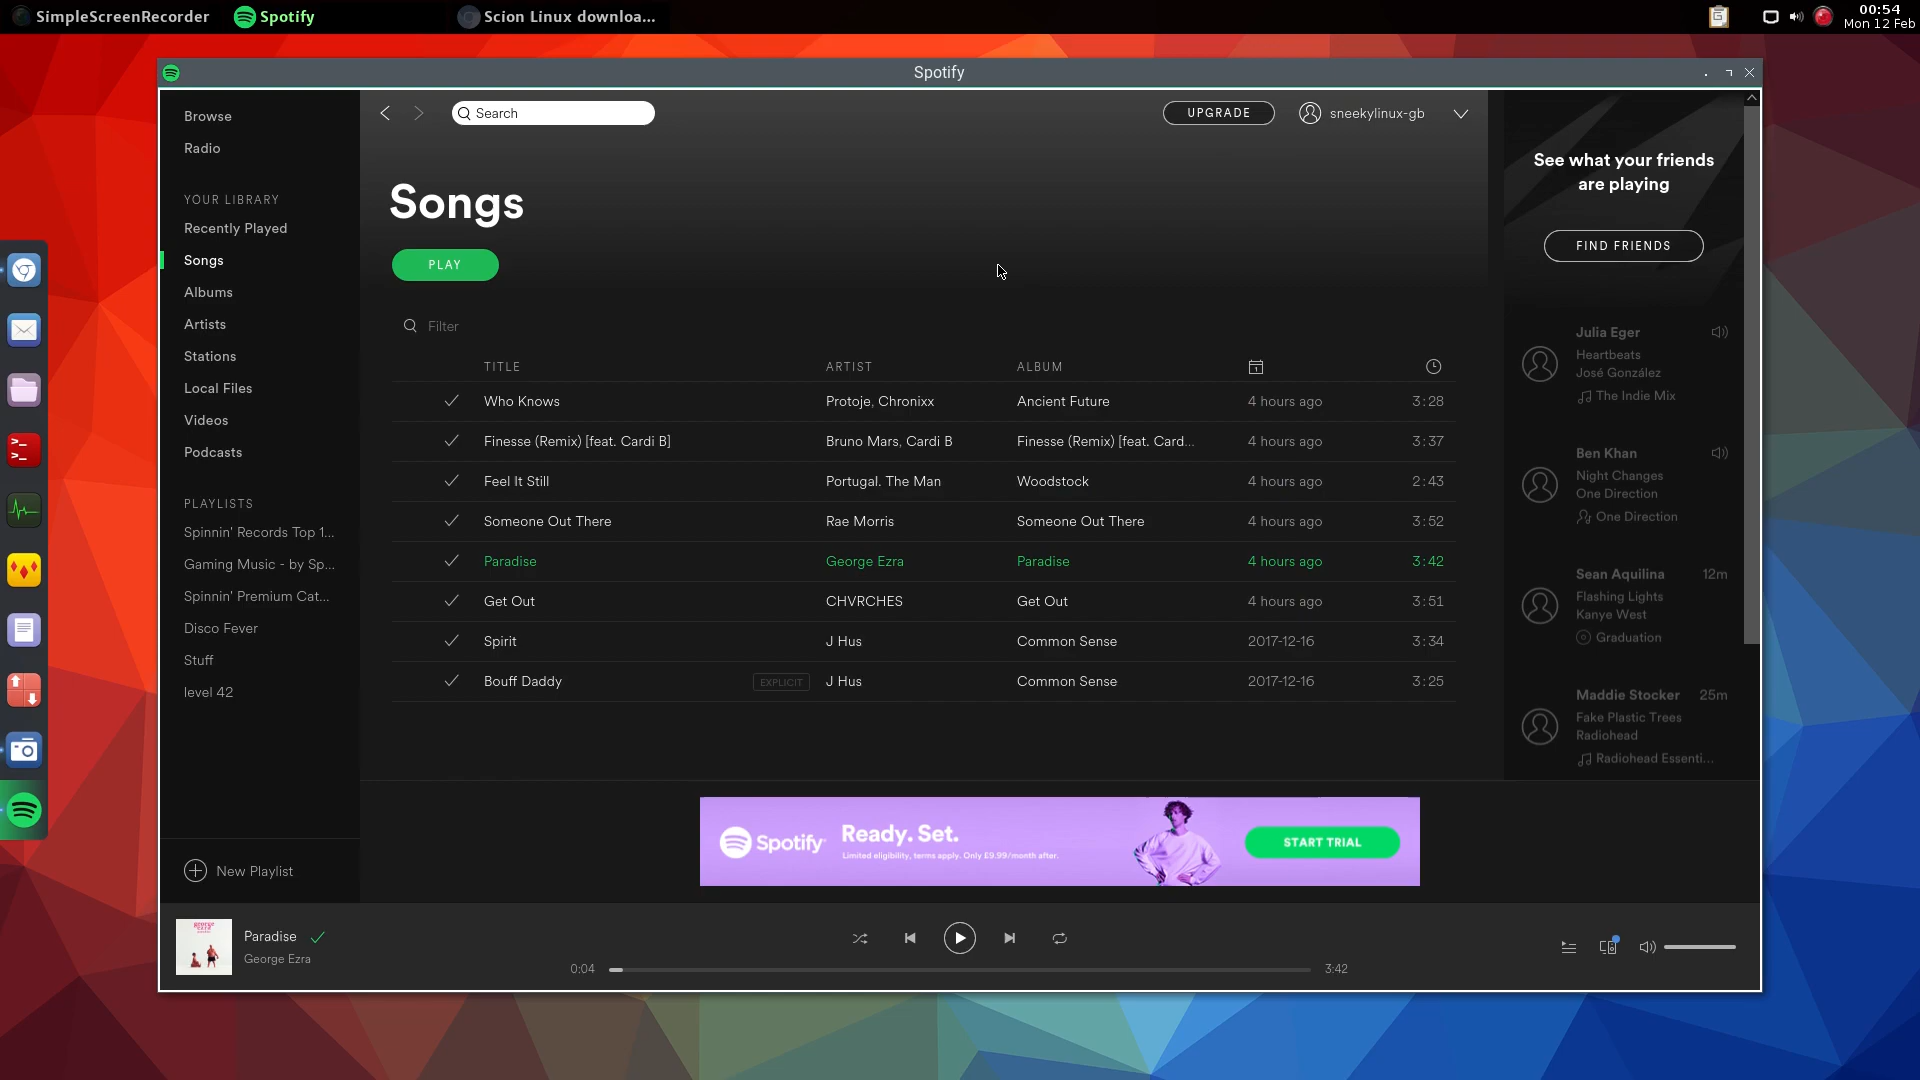 SimpleScreenRecorder
Spotify
Scion Linux downloa...
00:54
Mon 12 Feb
Spotify
Browse
Radio
YOUR LIBRARY
Recently Played
Songs
Albums
Artists
Stations
Local Files
Videos
Podcasts
PLAYLISTS
Spinnin' Records Top 1...
Gaming Music - by Sp...
Spinnin' Premium Cat...
Disco Fever
Stuff
level 42
New Playlist
Search
UPGRADE
sneekylinux-gb
Songs
PLAY
Filter
TITLE ARTIST ALBUM
Who Knows Protoje, Chronixx Ancient Future 4 hours ago 3:28
Finesse (Remix) [feat. Cardi B] Bruno Mars, Cardi B Finesse (Remix) [feat. Card... 4 hours ago 3:37
Feel It Still Portugal. The Man Woodstock 4 hours ago 2:43
Someone Out There Rae Morris Someone Out There 4 hours ago 3:52
Paradise George Ezra Paradise 4 hours ago 3:42
Get Out CHVRCHES Get Out 4 hours ago 3:51
Spirit J Hus Common Sense 2017-12-16 3:34
Bouff Daddy EXPLICIT J Hus Common Sense 2017-12-16 3:25
See what your friends
are playing
FIND FRIENDS
Julia Eger
Heartbeats
José González
The Indie Mix
Ben Khan
Night Changes
One Direction
One Direction
Sean Aquilina 12m
Flashing Lights
Kanye West
Graduation
Maddie Stocker 25m
Fake Plastic Trees
Radiohead
Radiohead Essenti...
Spotify
Ready. Set.
Limited eligibility, terms apply. Only £9.99/month after.
START TRIAL
Paradise
George Ezra
0:04
3:42